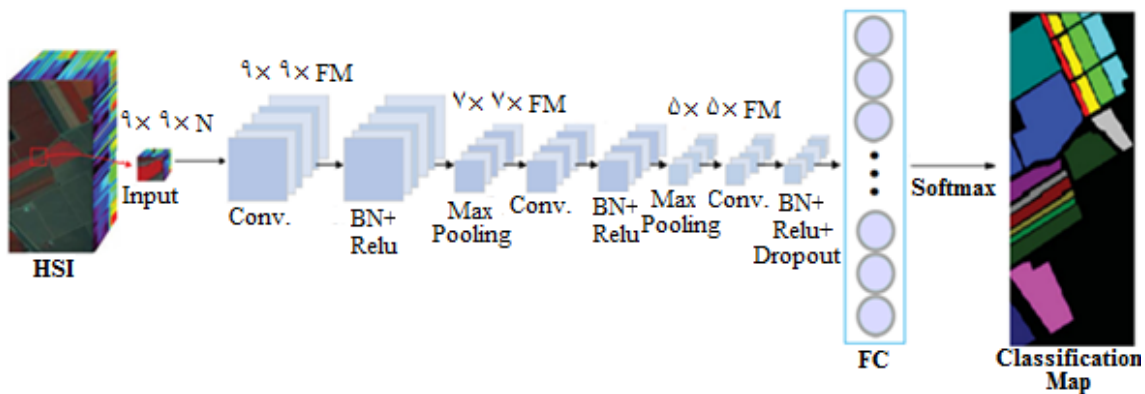 HSI
۹ × ۹ × N
Input
۹ × ۹ × FM
Conv.
BN+
Relu
۷ × ۷ × FM
Max
Pooling
Conv.
BN+
Relu
۵ × ۵ × FM
Max
Pooling
Conv.
BN+
Relu+
Dropout
FC
Softmax
Classification
Map